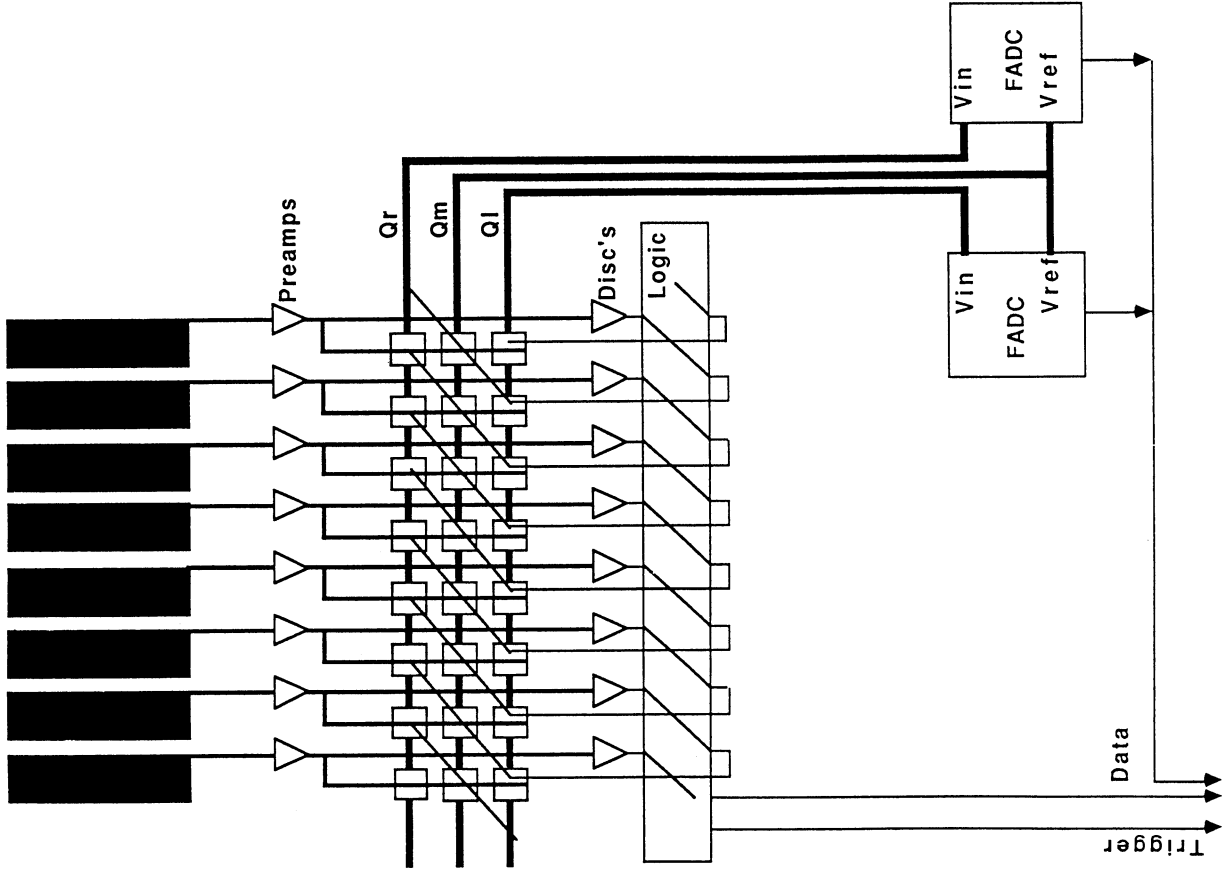 Preamps
Qr
Qm
Ql
Disc's
Logic
Vin
FADC
Vref
Vin
FADC
Vref
Data
Trigger